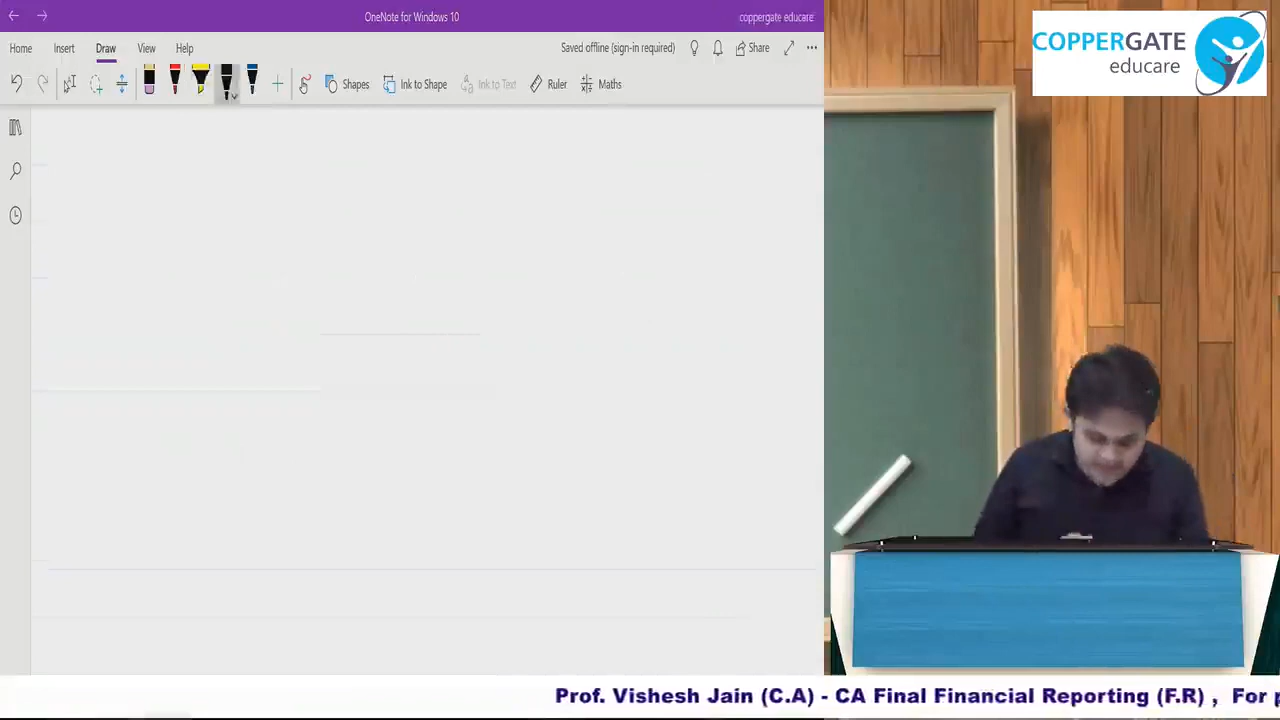 OneNote for Windows 10
coppergate educare
Home Insert Draw View Help
Saved offline (sign-in required)
Share
Shapes
Ink to Shape
Ink to Text
Ruler
Maths
COPPERGATE
educare
Prof. Vishesh Jain (C.A) - CA Final Financial Reporting (F.R) , For